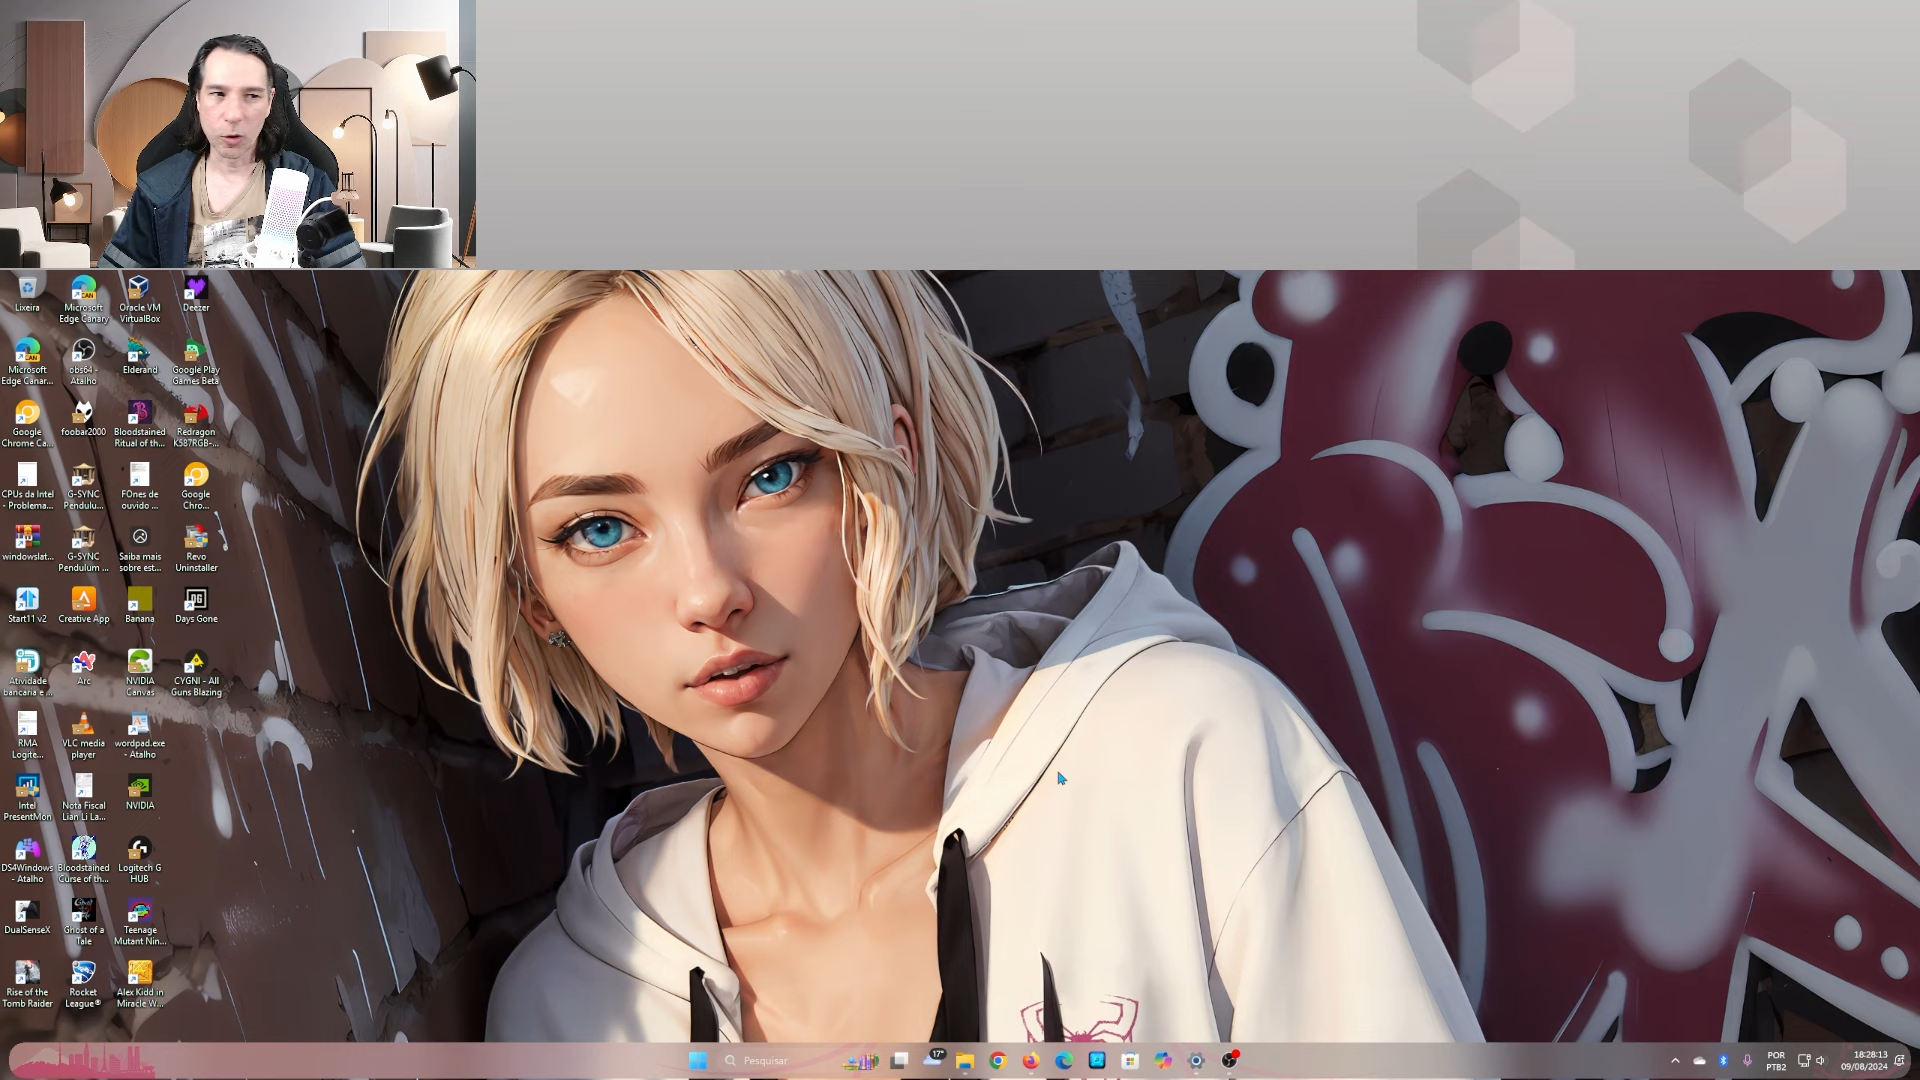 Lixeira
Microsoft
Edge Canary
Oracle VM
VirtualBox
Deezer
Microsoft
Edge Canar...
obs64 -
Atalho
Elderand
Google Play
Games Beta
Google
Chrome Ca...
foobar2000
Bloodstained
Ritual of th...
Redragon
K587RGB-...
CPUs da Intel
- Problema...
G-SYNC
Pendulu...
FOnes de
ouvido ...
Google
Chro...
windowslat...
G-SYNC
Pendulum ...
Saiba mais
sobre est...
Revo
Uninstaller
Start11 v2
Creative App
Banana
DG
Days Gone
Atividade
bancaria e ...
Arc
NVIDIA
Canvas
CYGNI - All
Guns Blazing
RMA
Logite...
VLC media
player
wordpad.exe
- Atalho
Intel
PresentMon
Nota Fiscal
Lian Li La...
NVIDIA
DS4Windows
- Atalho
Bloodstained
Curse of th...
Logitech G
HUB
DualSenseX
Ghost of a
Tale
Teenage
Mutant Nin...
Rise of the
Tomb Raider
Rocket
League®
Alex Kidd in
Miracle W...
Pesquisar
17°
POR
PTB2
18:28:13
09/08/2024